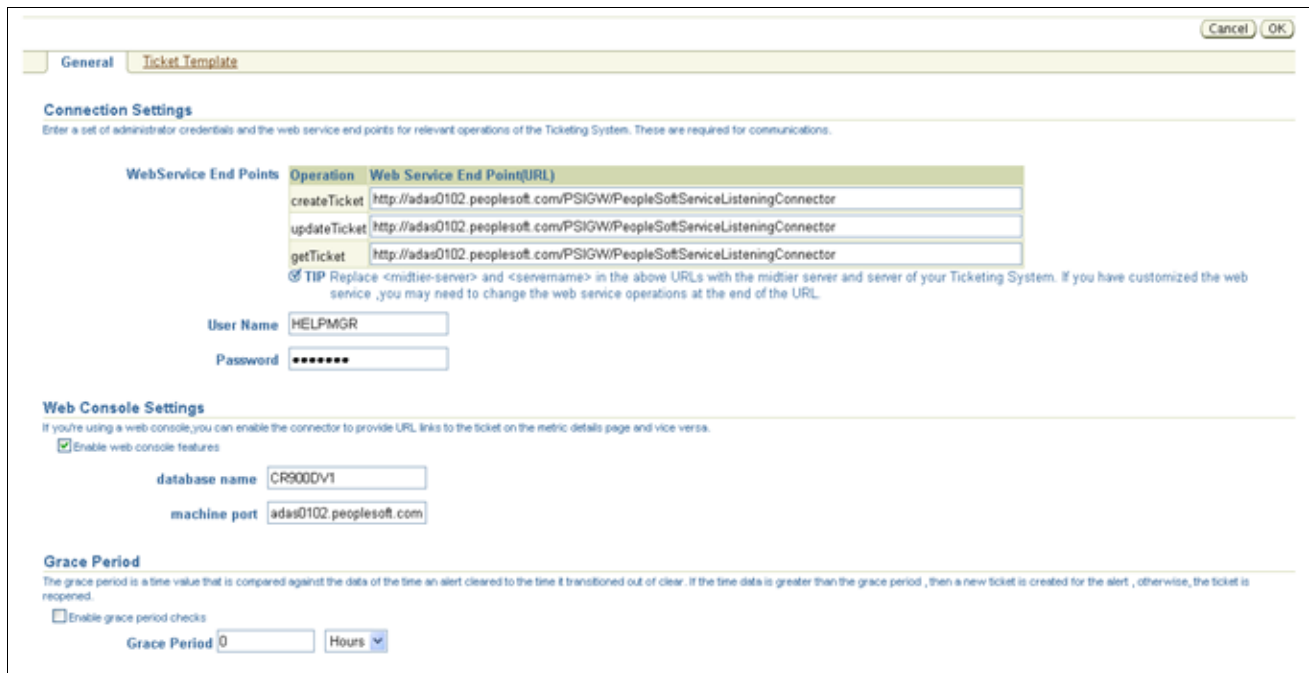 Cancel OK
General Ticket Template
Connection Settings
Enter a set of administrator credentials and the web service end points for relevant operations of the Ticketing System. These are required for communications.
WebService End Points Operation Web Service End Point(URL)
createTicket http://adas0102.peoplesoft.com/PSIGW/PeopleSoftServiceListeningConnector
updateTicket http://adas0102.peoplesoft.com/PSIGW/PeopleSoftServiceListeningConnector
getTicket http://adas0102.peoplesoft.com/PSIGW/PeopleSoftServiceListeningConnector
TIP Replace <midtier-server> and <servername> in the above URLs with the midtier server and server of your Ticketing System. If you have customized the web
service ,you may need to change the web service operations at the end of the URL.
User Name HELPMGR
Password •••••••
Web Console Settings
If you're using a web console,you can enable the connector to provide URL links to the ticket on the metric details page and vice versa.
Enable web console features
database name CR900DV1
machine port adas0102.peoplesoft.com
Grace Period
The grace period is a time value that is compared against the data of the time an alert cleared to the time it transitioned out of clear. If the time data is greater than the grace period , then a new ticket is created for the alert , otherwise, the ticket is
reopened.
Enable grace period checks
Grace Period 0 Hours